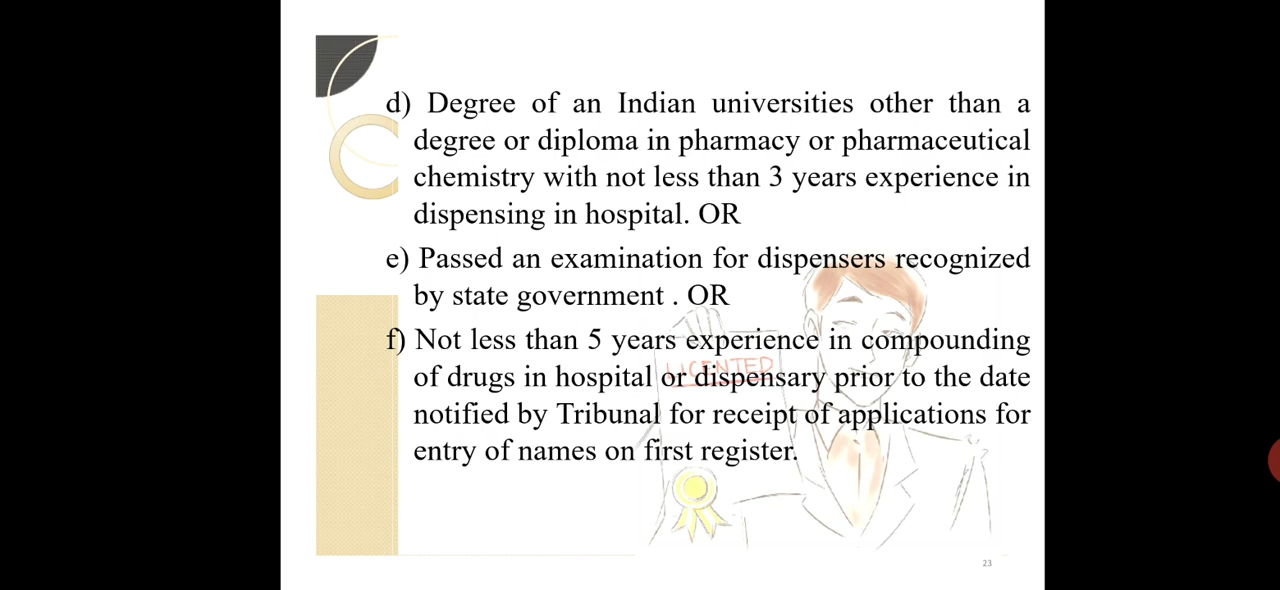 d) Degree of an Indian universities other than a
degree or diploma in pharmacy or pharmaceutical
chemistry with not less than 3 years experience in
dispensing in hospital. OR
e) Passed an examination for dispensers recognized
by state government . OR
f) Not less than 5 years experience in compounding
of drugs in hospital or dispensary prior to the date
notified by Tribunal for receipt of applications for
entry of names on first register.
LICENTED
23